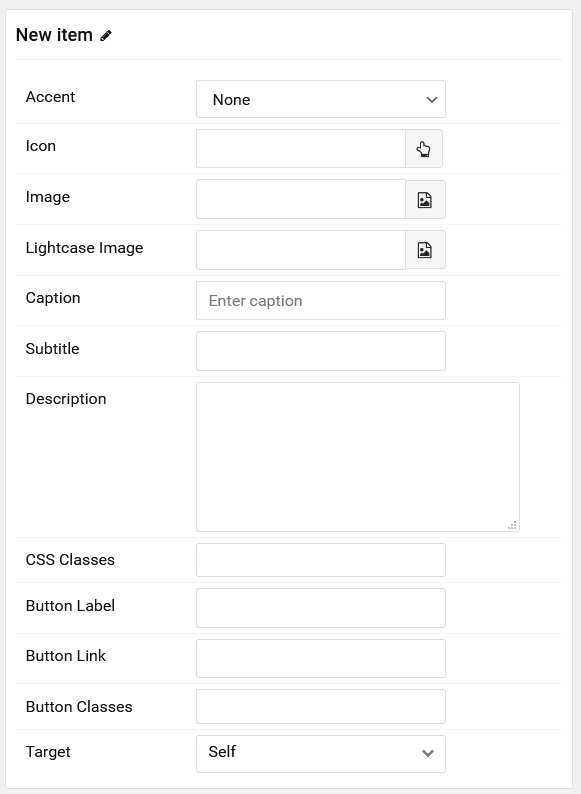 New item
Accent
None
Icon
Image
Lightcase Image
Caption
Enter caption
Subtitle
Description
CSS Classes
Button Label
Button Link
Button Classes
Target
Self